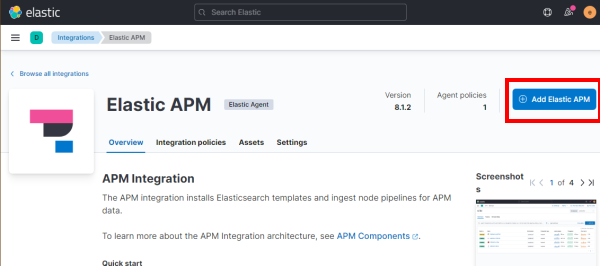 elastic
Search Elastic
e
D
Integrations
Elastic APM
Browse all integrations
Elastic APM
Elastic Agent
Version
8.1.2
Agent policies
1
Add Elastic APM
Overview
Integration policies
Assets
Settings
APM Integration
The APM integration installs Elasticsearch templates and ingest node pipelines for APM
data.
To learn more about the APM Integration architecture, see APM Components.
Quick start
Screenshot
s
1 of 4